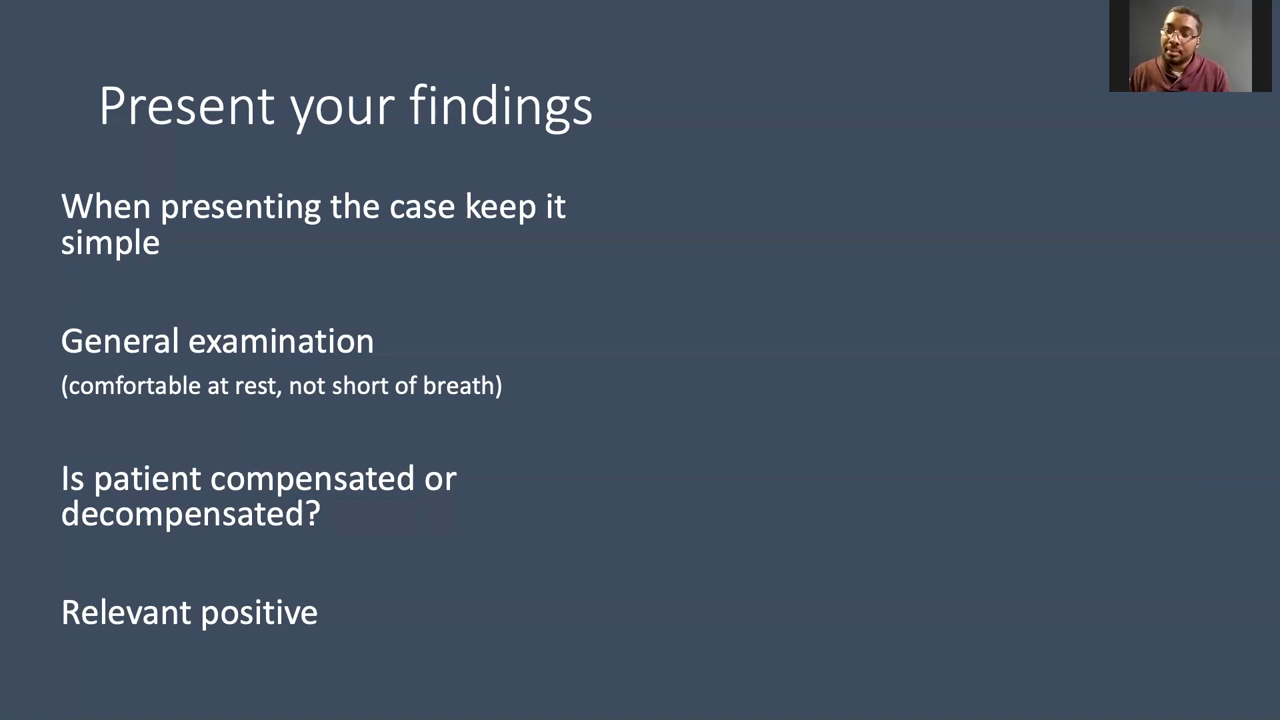 Present your findings
When presenting the case keep it
simple
General examination
(comfortable at rest, not short of breath)
Is patient compensated or
decompensated?
Relevant positive